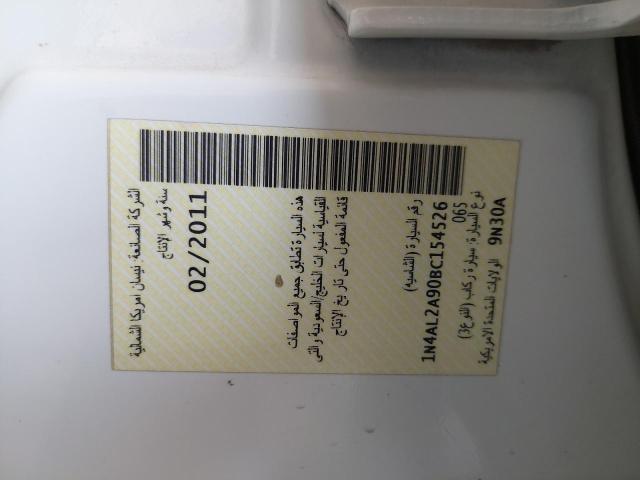 الشركة الصانعة: نيسان امريكا الشمالية
سنة وشهر الإنتاج
02/2011
هذه السيارة تطابق جميع المواصفات
القياسية لسيارات الخليج/السعودية والتى
قائمة المفعول حتى تاريخ الإنتاج
رقم السيارة (الشاسيه)
1N4AL2A90BC154526
065
نوع السيارة: سيارة ركاب (النوع3)
الولايات المتحدة الامريكية 9N30A